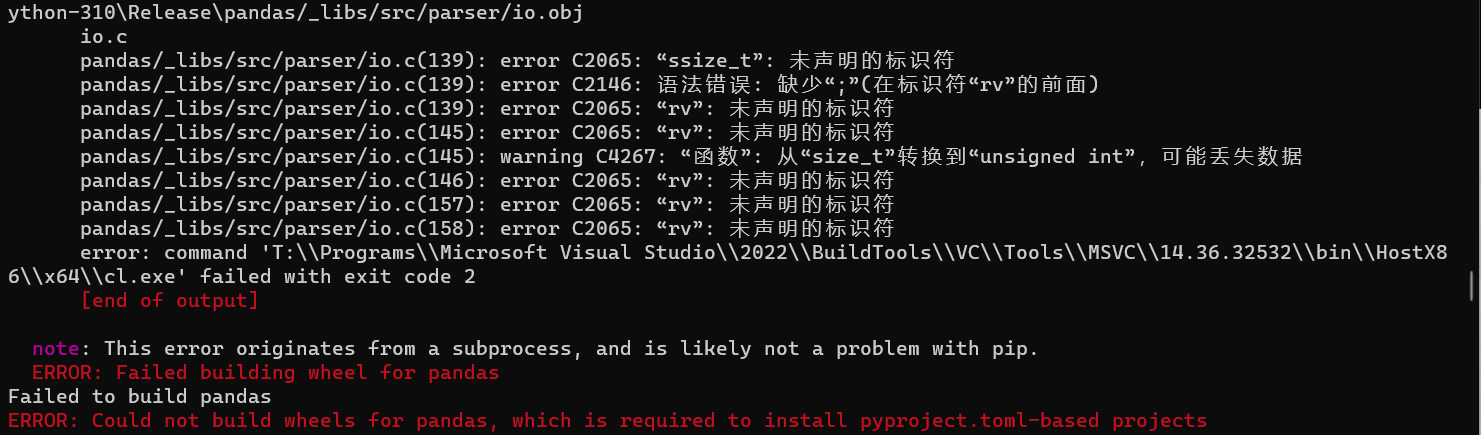 ython-310\Release\pandas/_libs/src/parser/io.obj
io.c
pandas/_libs/src/parser/io.c(139): error C2065: “ssize_t”: 未声明的标识符
pandas/_libs/src/parser/io.c(139): error C2146: 语法错误: 缺少“;”(在标识符“rv”的前面)
pandas/_libs/src/parser/io.c(139): error C2065: “rv”: 未声明的标识符
pandas/_libs/src/parser/io.c(145): error C2065: “rv”: 未声明的标识符
pandas/_libs/src/parser/io.c(145): warning C4267: “函数”: 从“size_t”转换到“unsigned int”，可能丢失数据
pandas/_libs/src/parser/io.c(146): error C2065: “rv”: 未声明的标识符
pandas/_libs/src/parser/io.c(157): error C2065: “rv”: 未声明的标识符
pandas/_libs/src/parser/io.c(158): error C2065: “rv”: 未声明的标识符
error: command 'T:\\Programs\\Microsoft Visual Studio\\2022\\BuildTools\\VC\\Tools\\MSVC\\14.36.32532\\bin\\HostX8
6\\x64\\cl.exe' failed with exit code 2
[end of output]
note: This error originates from a subprocess, and is likely not a problem with pip.
ERROR: Failed building wheel for pandas
Failed to build pandas
ERROR: Could not build wheels for pandas, which is required to install pyproject.toml-based projects